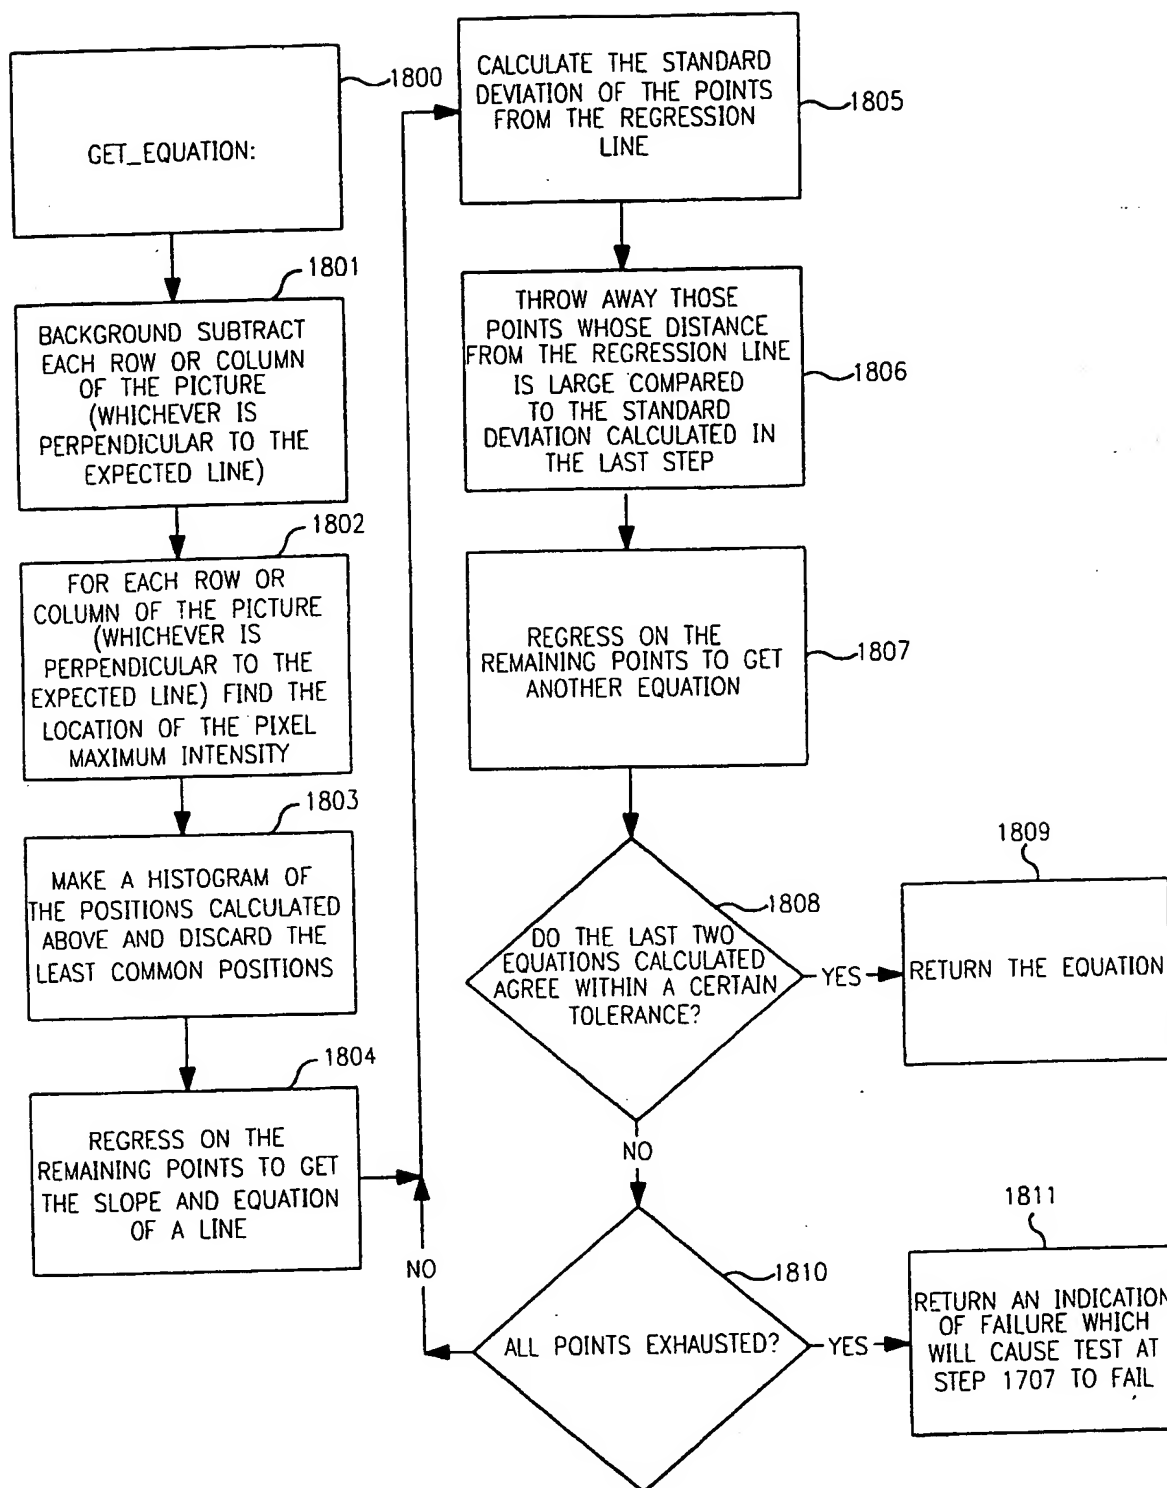 1800
GET_EQUATION:
1801
BACKGROUND SUBTRACT
EACH ROW OR COLUMN
OF THE PICTURE
(WHICHEVER IS
PERPENDICULAR TO THE
EXPECTED LINE)
1802
FOR EACH ROW OR
COLUMN OF THE PICTURE
(WHICHEVER IS
PERPENDICULAR TO THE
EXPECTED LINE) FIND THE
LOCATION OF THE PIXEL
MAXIMUM INTENSITY
1803
MAKE A HISTOGRAM OF
THE POSITIONS CALCULATED
ABOVE AND DISCARD THE
LEAST COMMON POSITIONS
1804
REGRESS ON THE
REMAINING POINTS TO GET
THE SLOPE AND EQUATION
OF A LINE
CALCULATE THE STANDARD
DEVIATION OF THE POINTS
FROM THE REGRESSION
LINE
1805
THROW AWAY THOSE
POINTS WHOSE DISTANCE
FROM THE REGRESSION LINE
IS LARGE COMPARED
TO THE STANDARD
DEVIATION CALCULATED IN
THE LAST STEP
1806
REGRESS ON THE
REMAINING POINTS TO GET
ANOTHER EQUATION
1807
1808
DO THE LAST TWO
EQUATIONS CALCULATED
AGREE WITHIN A CERTAIN
TOLERANCE?
YES
1809
RETURN THE EQUATION
NO
1810
ALL POINTS EXHAUSTED?
NO
YES
1811
RETURN AN INDICATION
OF FAILURE WHICH
WILL CAUSE TEST AT
STEP 1707 TO FAIL